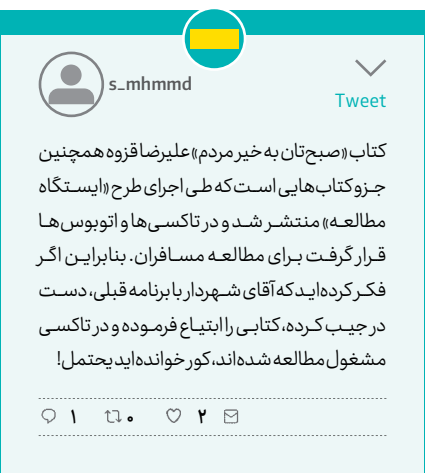 s_mhmmd
Tweet
کتاب «صبح‌تان به خیر مردم» علیرضا قزوه همچنین
جزو کتاب‌هایی است که طی اجرای طرح «ایستگاه
مطالعه» منتشر شد و در تاکسی‌ها و اتوبوس‌ها
قرار گرفت برای مطالعه مسافران. بنابراین اگر
فکر کرده‌اید که آقای شهردار با برنامه قبلی، دست
در جیب کرده، کتابی را ابتیاع فرموده و در تاکسی
مشغول مطالعه شده‌اند، کور خوانده‌اید یحتمل!
۱ ۰ ۲